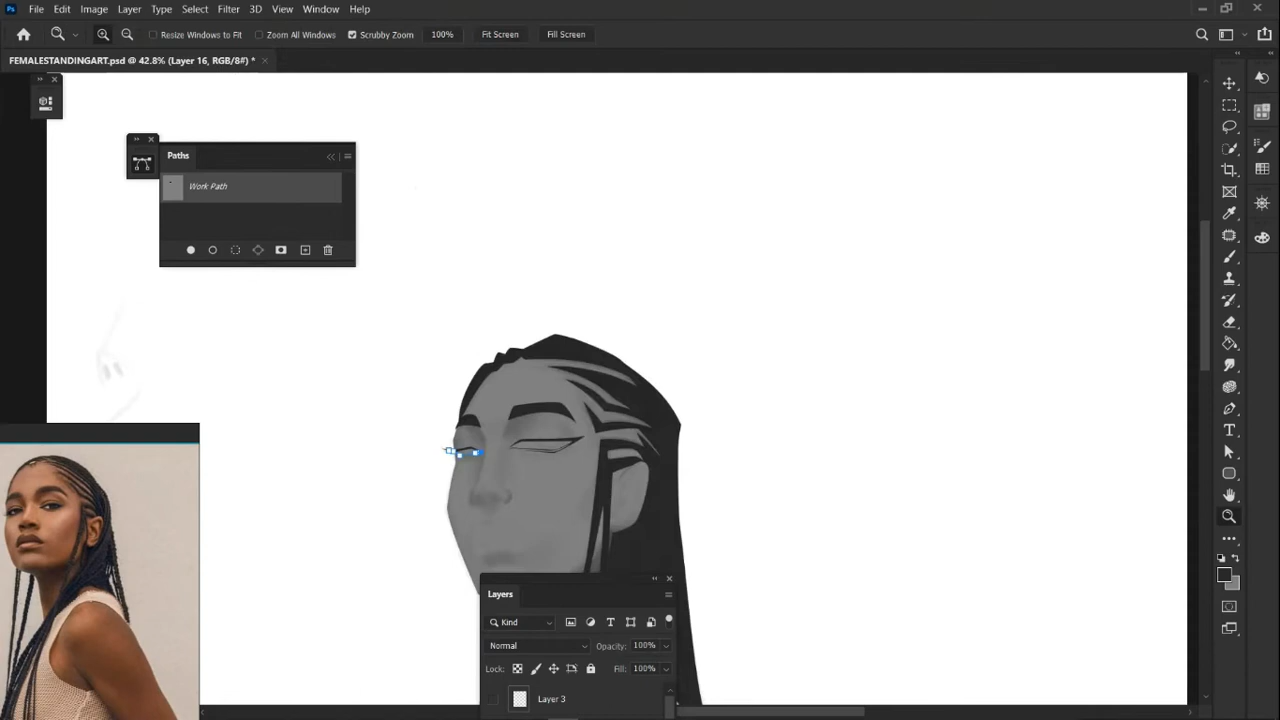 Ps File Edit Image Layer Type Select Filter 3D View Window Help
Resize Windows to Fit Zoom All Windows Scrubby Zoom 100% Fit Screen Fill Screen
FEMALESTANDINGART.psd @ 42.8% (Layer 16, RGB/8#) *
Paths
Work Path
Layers
Kind
Normal Opacity: 100%
Lock: Fill: 100%
Layer 3